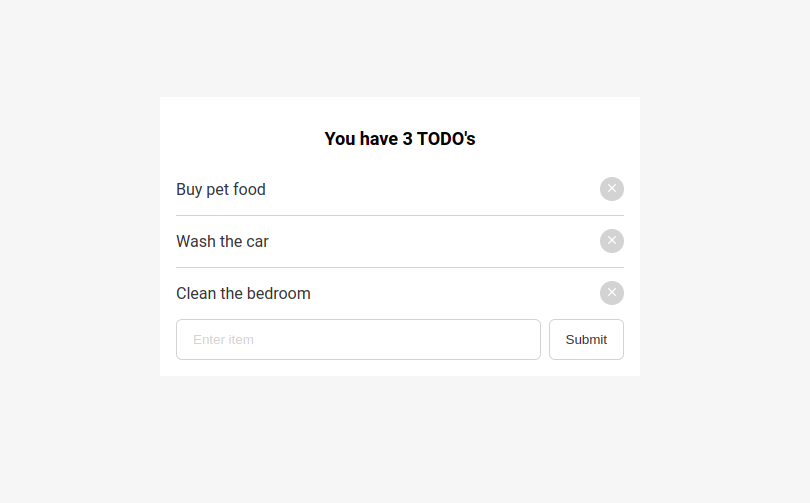 You have 3 TODO's
Buy pet food
Wash the car
Clean the bedroom
Enter item
Submit